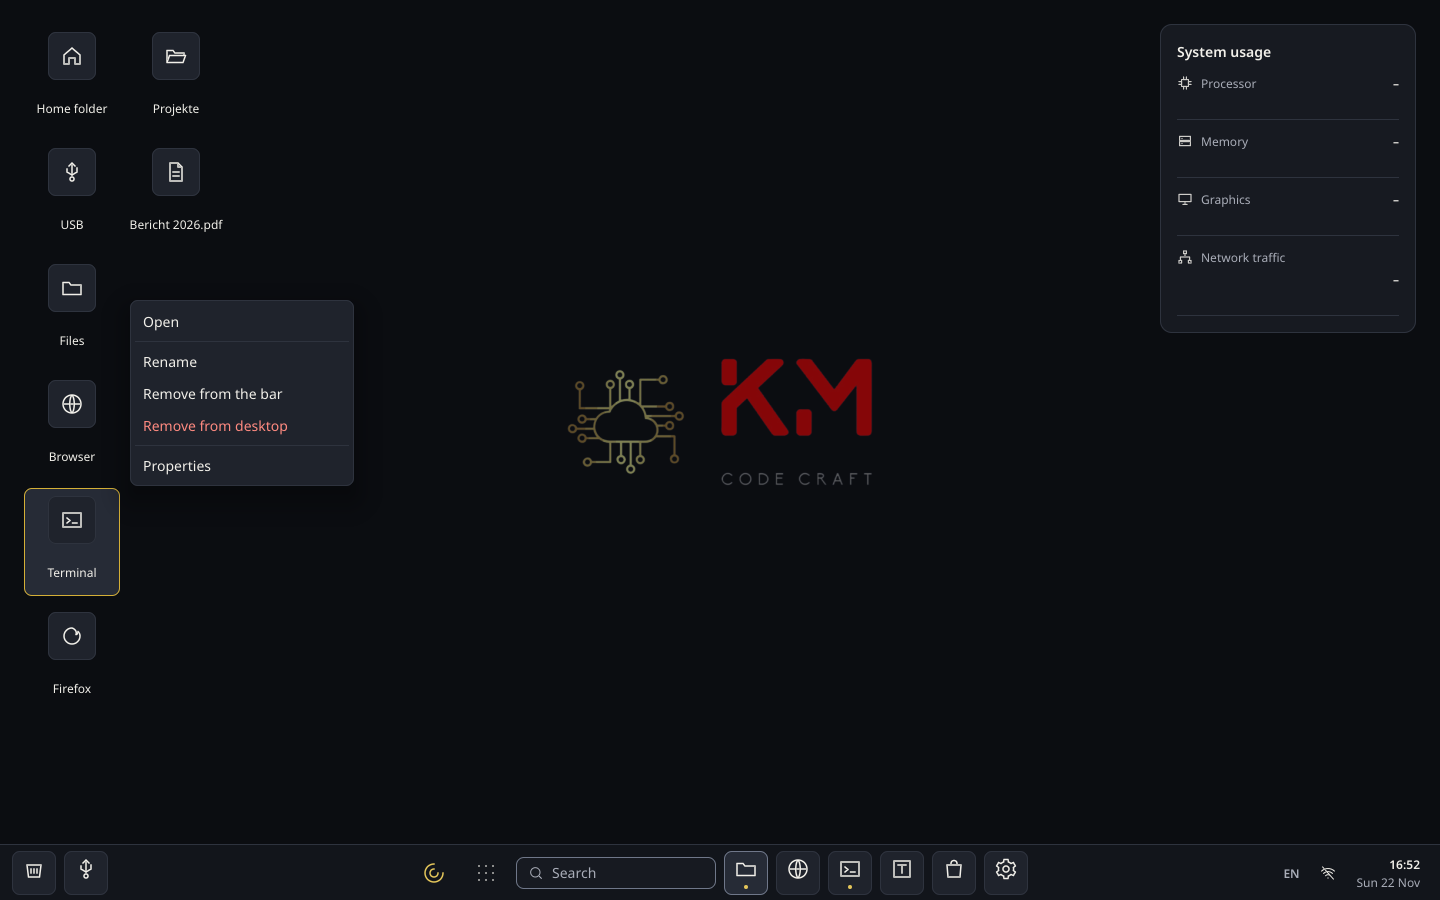 Home folder
Projekte
USB
Bericht 2026.pdf
Files
Browser
Terminal
Firefox
Open
Rename
Remove from the bar
Remove from desktop
Properties
KM
CODE CRAFT
System usage
Processor -
Memory -
Graphics -
Network traffic
-
Search
T
EN
16:52
Sun 22 Nov